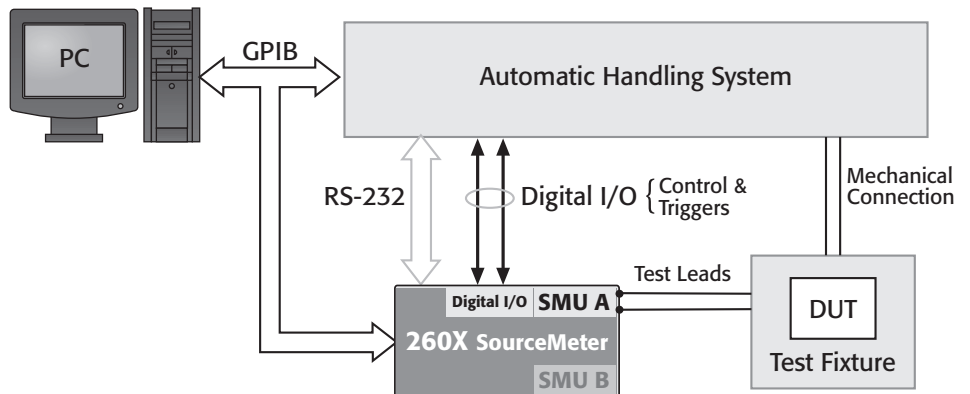 PC
GPIB
Automatic Handling System
RS-232
Digital I/O { Control &
Triggers
Mechanical
Connection
Test Leads
Digital I/O SMU A
260X SourceMeter
SMU B
DUT
Test Fixture